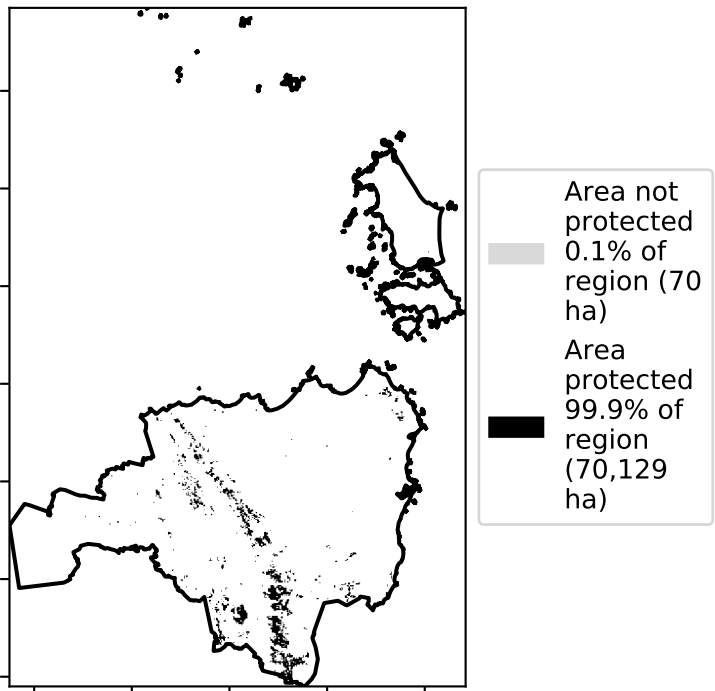 Area not
protected
0.1% of
region (70
ha)
Area
protected
99.9% of
region
(70,129
ha)